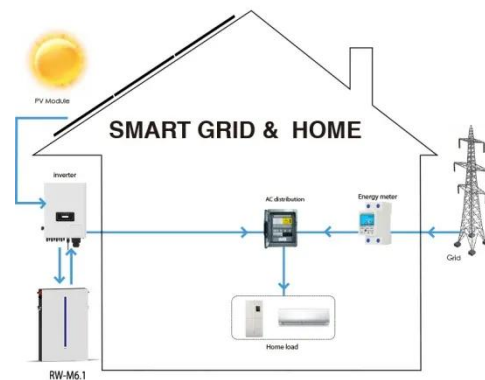 PV Module
SMART GRID & HOME
Inverter
AC distribution
Energy meter
Grid
Home load
RW-M6.1